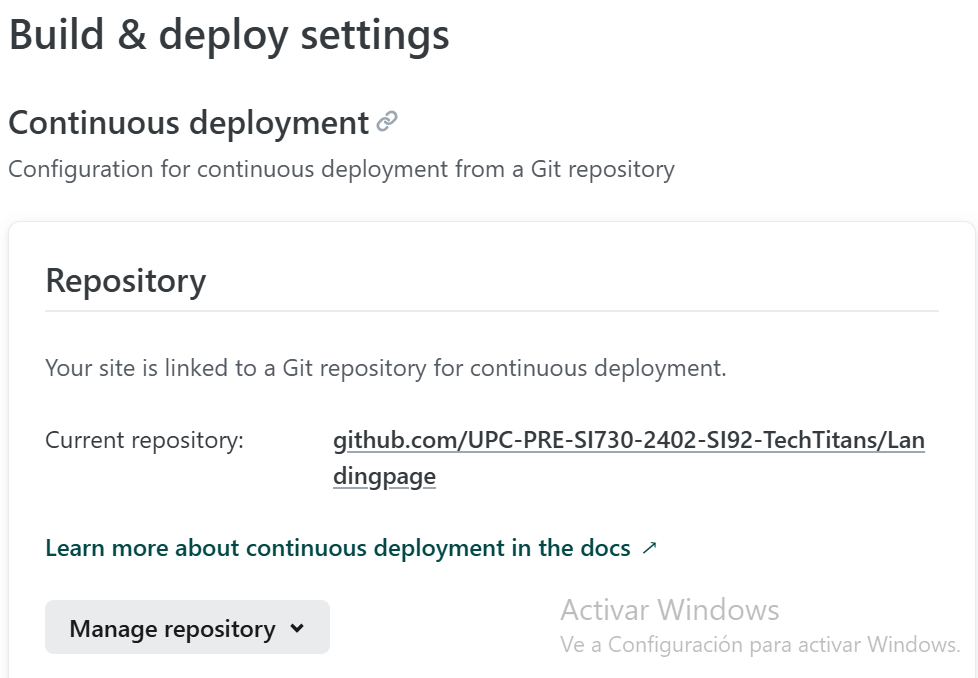 Build & deploy settings
Continuous deployment
Configuration for continuous deployment from a Git repository
Repository
Your site is linked to a Git repository for continuous deployment.
Current repository: github.com/UPC-PRE-SI730-2402-SI92-TechTitans/Lan
dingpage
Learn more about continuous deployment in the docs ↗
Manage repository
Activar Windows
Ve a Configuración para activar Windows.